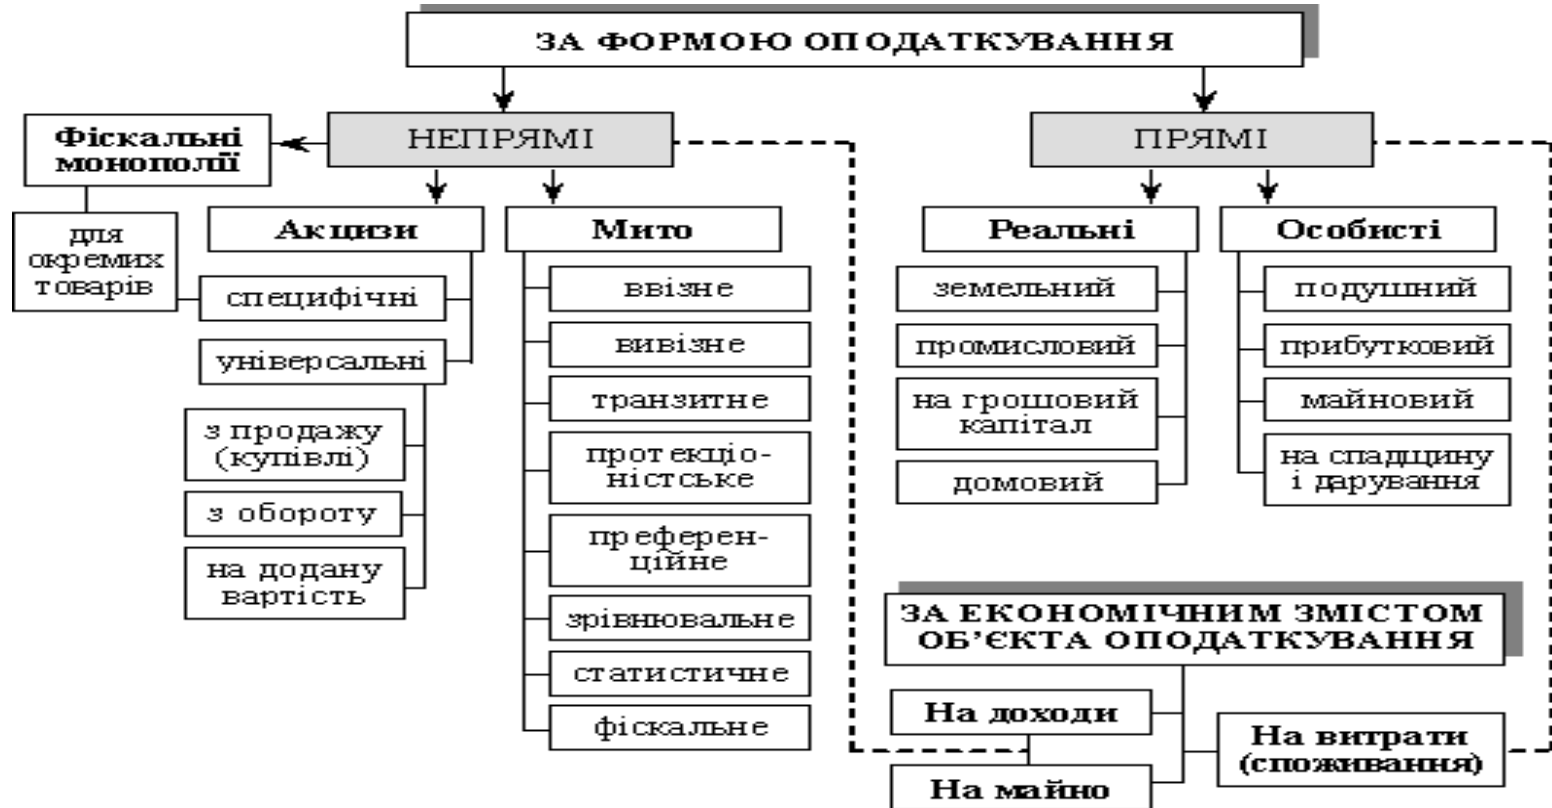 ЗА ФОРМОЮ ОПОДАТКУВАННЯ
НЕПРЯМІ
ПРЯМІ
Фіскальні
монополії
для
окремих
товарів
Акцизи
специфічні
універсальні
з продажу
(купівлі)
з обороту
на додану
вартість
Мито
ввізне
вивізне
транзитне
протекціо-
ністське
преферен-
ційне
зрівнювальне
статистичне
фіскальне
Реальні
земельний
промисловий
на грошовий
капітал
домовий
Особисті
подушний
прибутковий
майновий
на спадщину
і дарування
ЗА ЕКОНОМІЧНИМ ЗМІСТОМ
ОБ’ЄКТА ОПОДАТКУВАННЯ
На доходи
На майно
На витрати
(споживання)